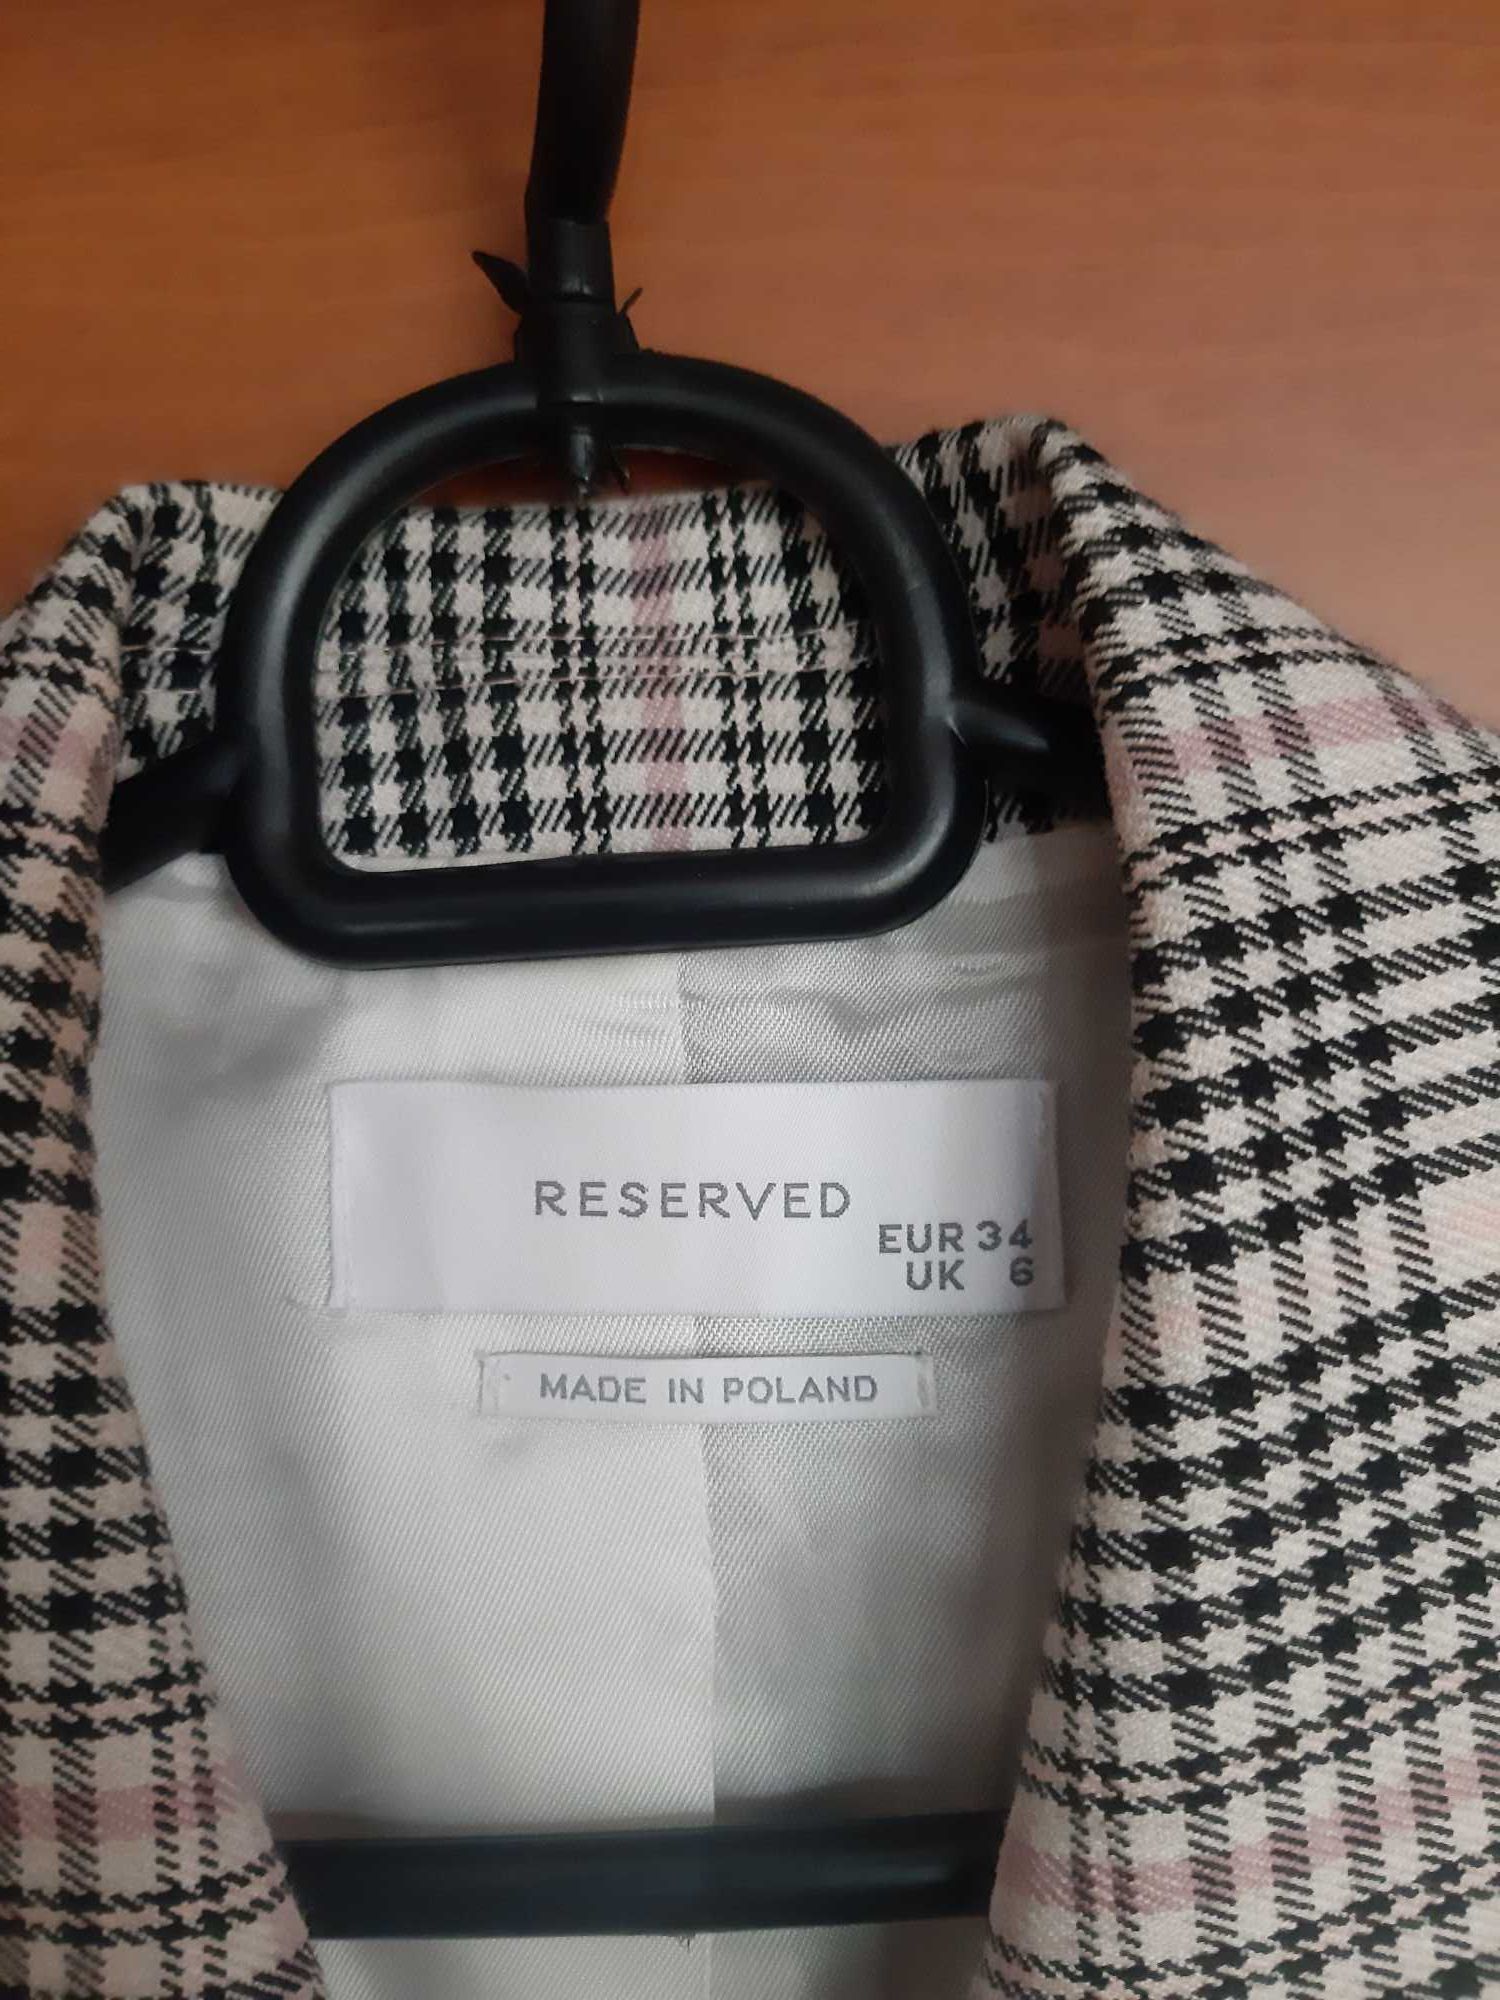 RESERVED
EUR 34
UK 6
MADE IN POLAND